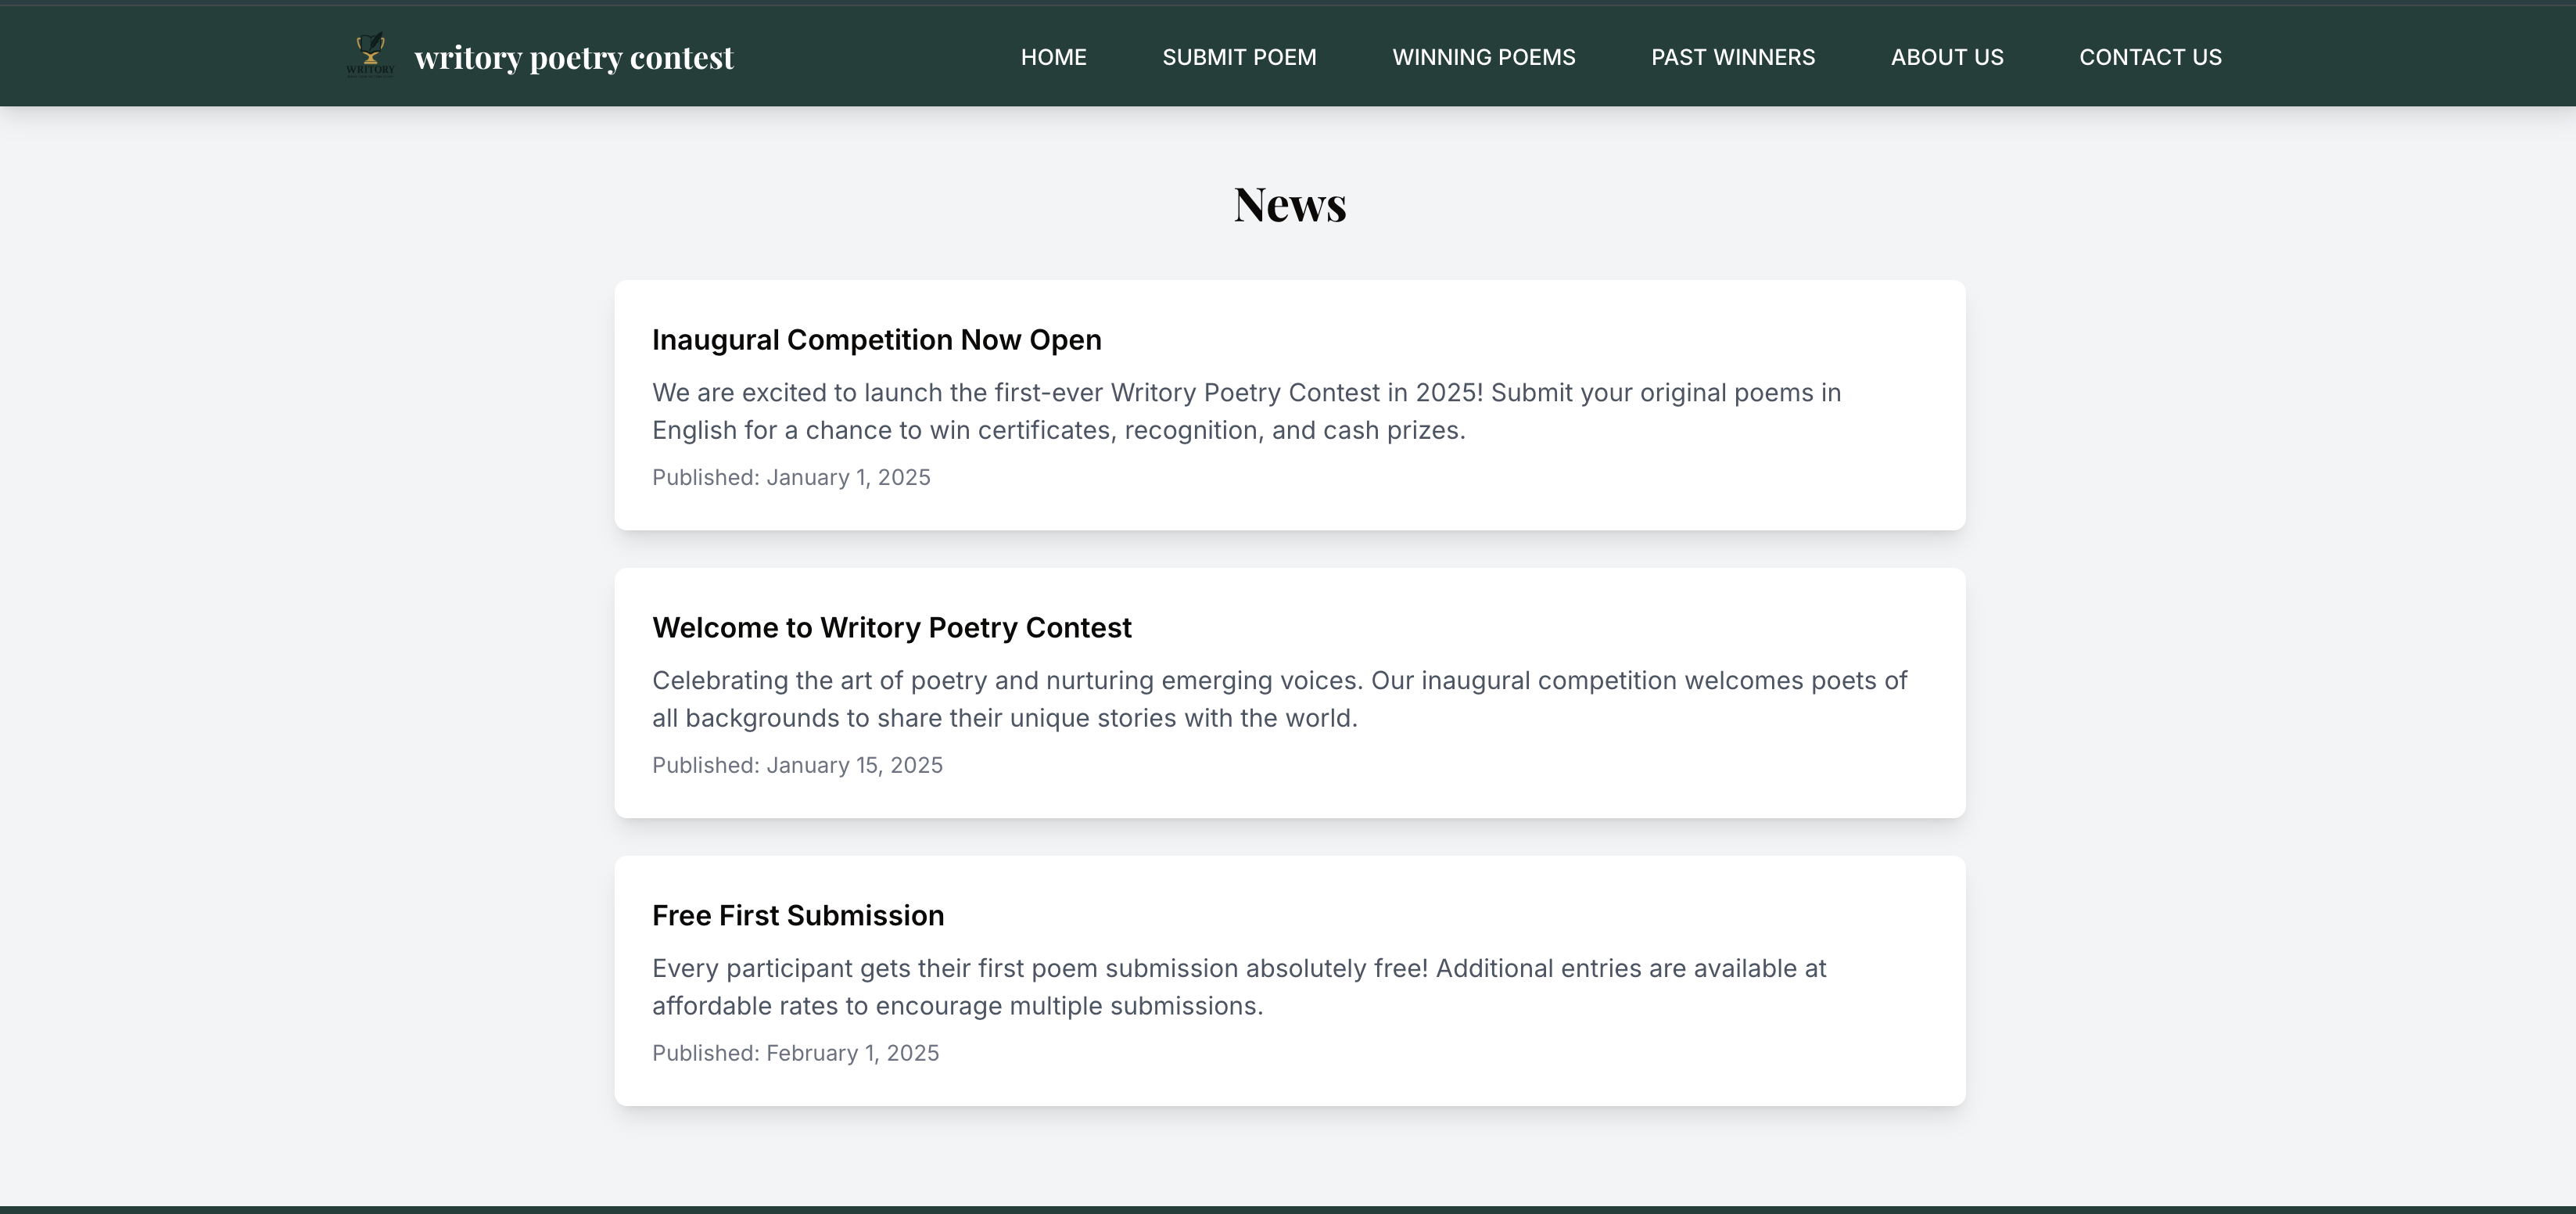 WRITORY
writory poetry contest
HOME
SUBMIT POEM
WINNING POEMS
PAST WINNERS
ABOUT US
CONTACT US
News
Inaugural Competition Now Open
We are excited to launch the first-ever Writory Poetry Contest in 2025! Submit your original poems in
English for a chance to win certificates, recognition, and cash prizes.
Published: January 1, 2025
Welcome to Writory Poetry Contest
Celebrating the art of poetry and nurturing emerging voices. Our inaugural competition welcomes poets of
all backgrounds to share their unique stories with the world.
Published: January 15, 2025
Free First Submission
Every participant gets their first poem submission absolutely free! Additional entries are available at
affordable rates to encourage multiple submissions.
Published: February 1, 2025